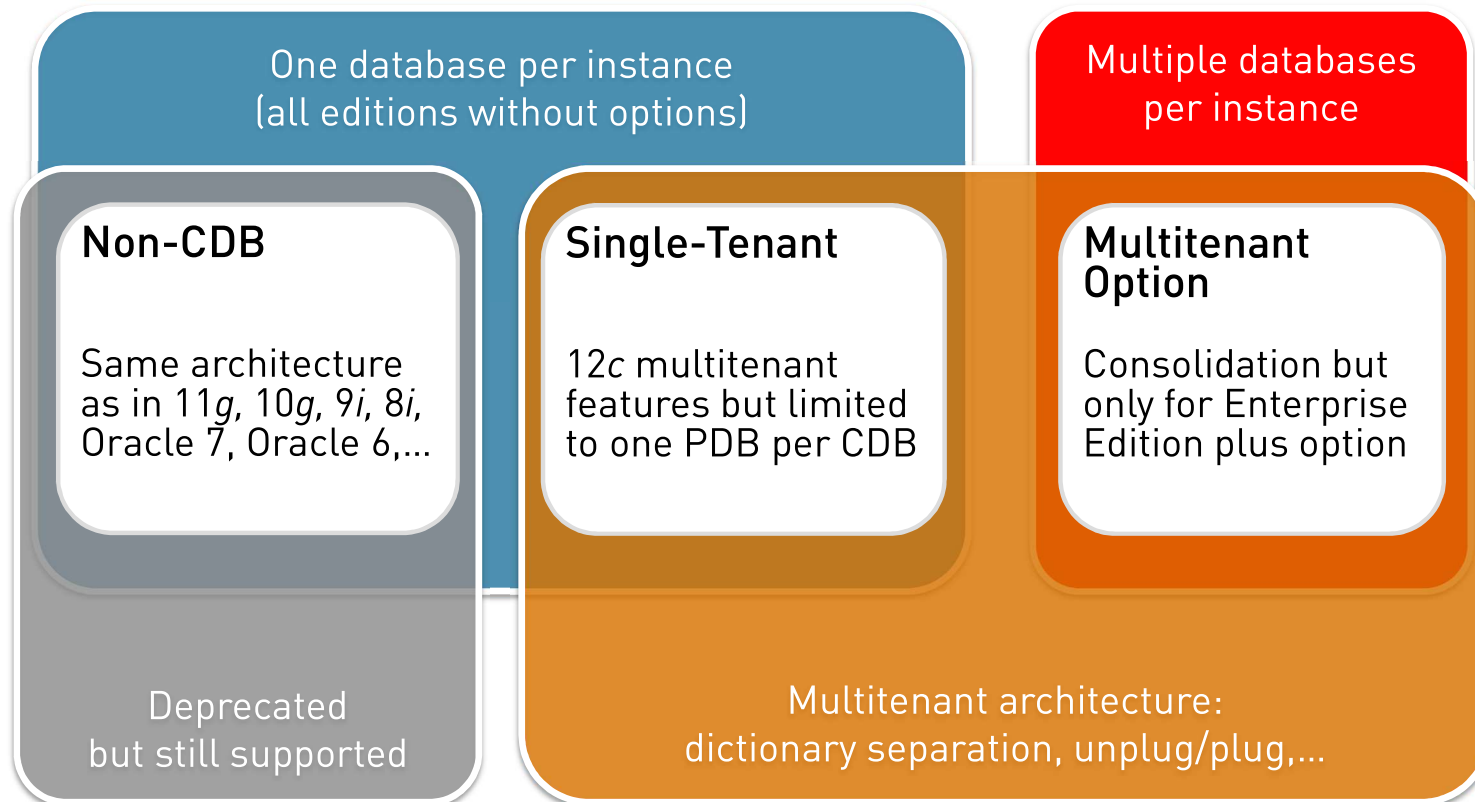 One database per instance
(all editions without options)
Multiple databases
per instance
Non-CDB
Same architecture
as in 11g, 10g, 9i, 8i,
Oracle 7, Oracle 6,...
Single-Tenant
12c multitenant
features but limited
to one PDB per CDB
Multitenant
Option
Consolidation but
only for Enterprise
Edition plus option
Deprecated
but still supported
Multitenant architecture:
dictionary separation, unplug/plug,...